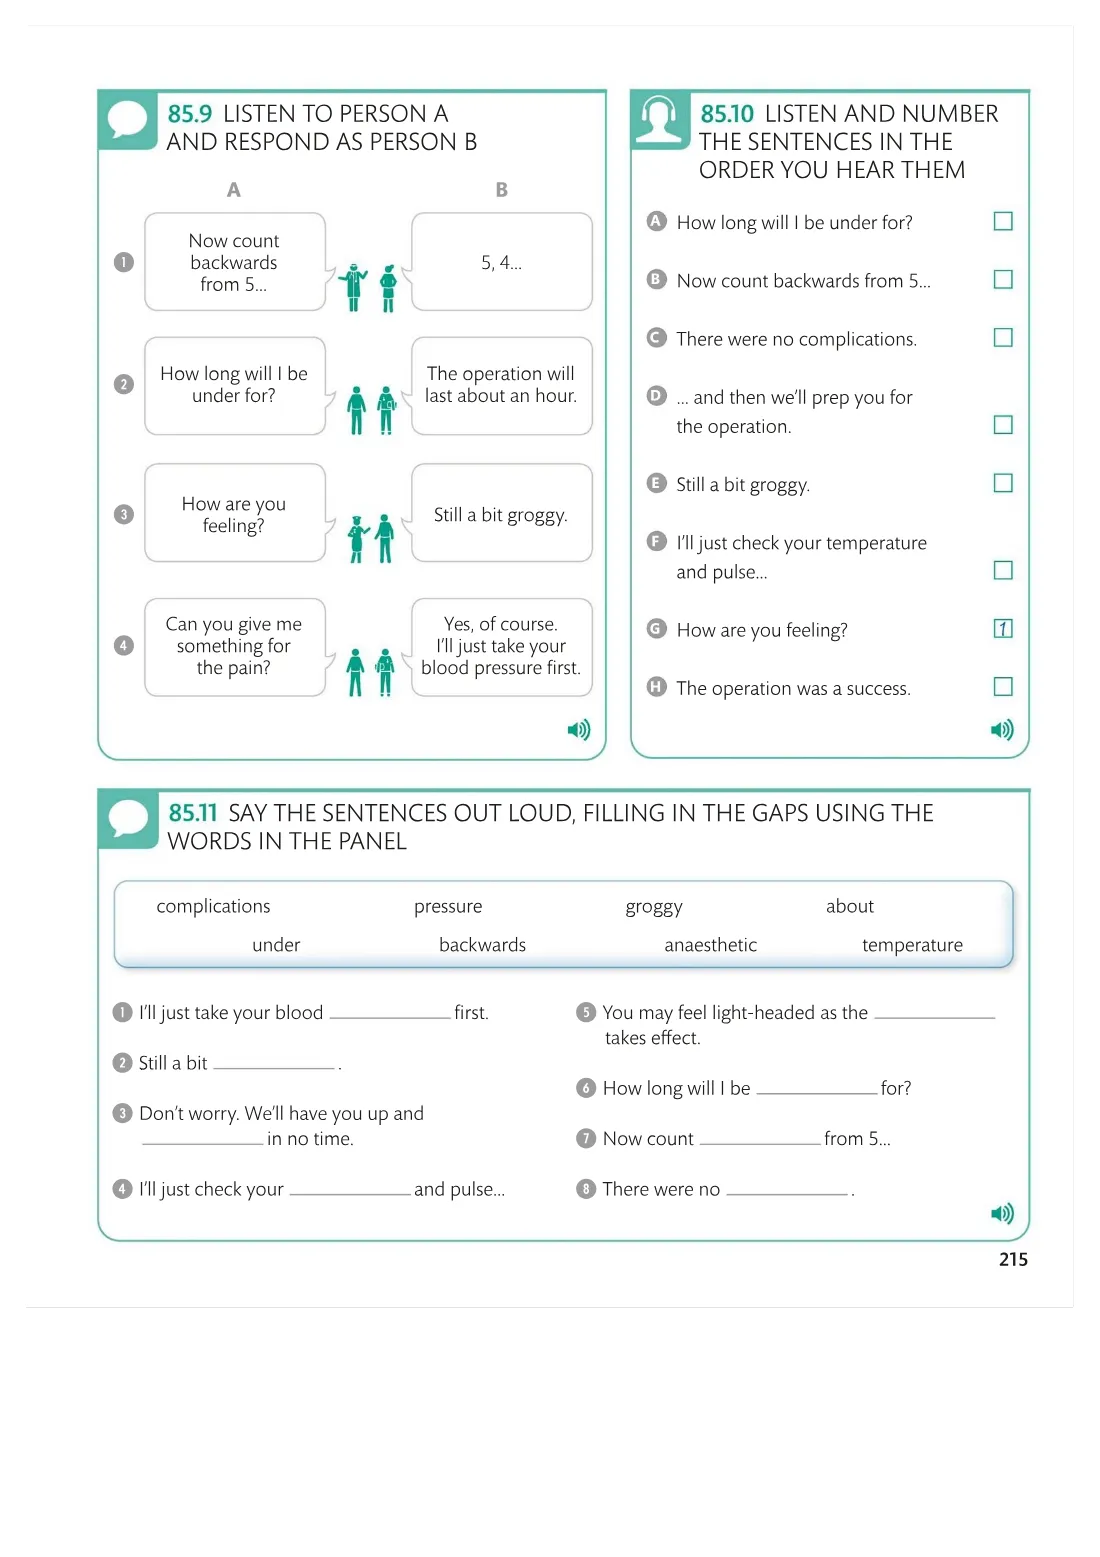 85.9 LISTEN TO PERSON A
AND RESPOND AS PERSON B
A
B
1
Now count
backwards
from 5...
5, 4...
2
How long will I be
under for?
The operation will
last about an hour.
3
How are you
feeling?
Still a bit groggy.
4
Can you give me
something for
the pain?
Yes, of course.
I'll just take your
blood pressure first.
85.10 LISTEN AND NUMBER
THE SENTENCES IN THE
ORDER YOU HEAR THEM
A How long will I be under for?
B Now count backwards from 5...
C There were no complications.
D ... and then we'll prep you for
the operation.
E Still a bit groggy.
F I'll just check your temperature
and pulse...
G How are you feeling? 1
H The operation was a success.
85.11 SAY THE SENTENCES OUT LOUD, FILLING IN THE GAPS USING THE
WORDS IN THE PANEL
complications pressure groggy about
under backwards anaesthetic temperature
1 I'll just take your blood ____________ first.
2 Still a bit ____________ .
3 Don't worry. We'll have you up and
____________ in no time.
4 I'll just check your ____________ and pulse...
5 You may feel light-headed as the ____________
takes effect.
6 How long will I be ____________ for?
7 Now count ____________ from 5...
8 There were no ____________ .
215